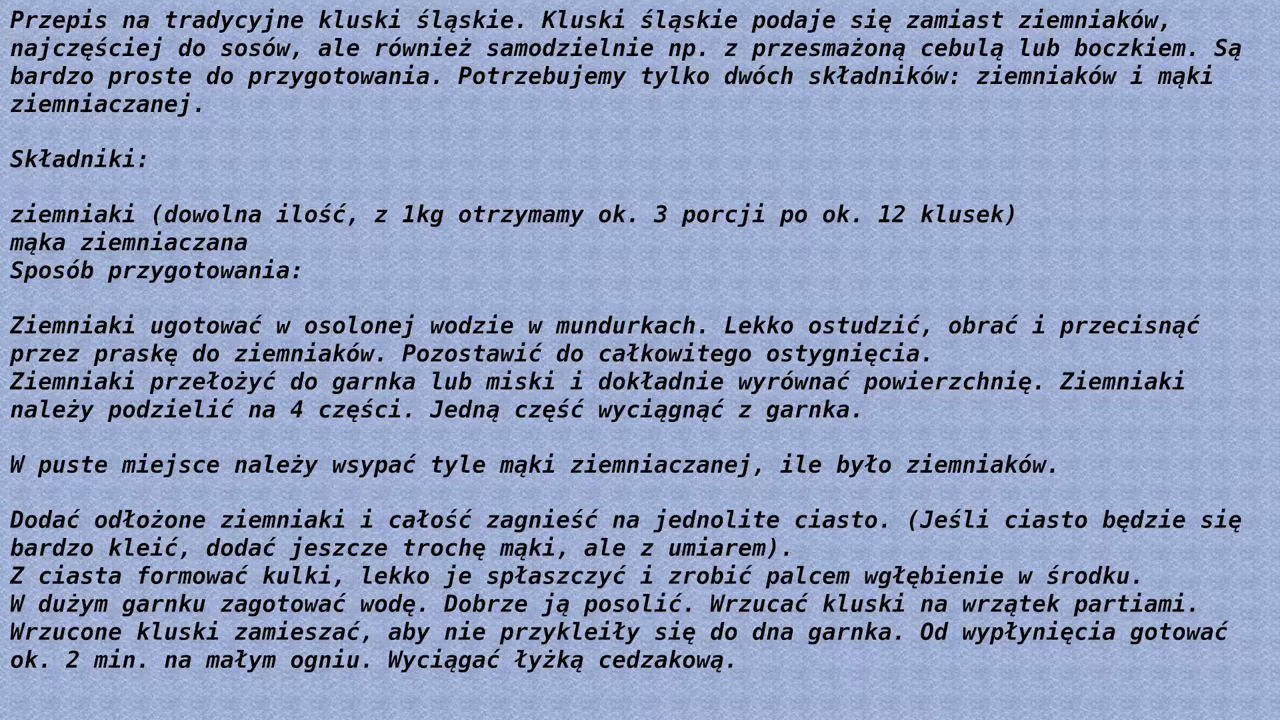 Przepis na tradycyjne kluski śląskie. Kluski śląskie podaje się zamiast ziemniaków,
najczęściej do sosów, ale również samodzielnie np. z przesmażoną cebulą lub boczkiem. Są
bardzo proste do przygotowania. Potrzebujemy tylko dwóch składników: ziemniaków i mąki
ziemniaczanej.
Składniki:
ziemniaki (dowolna ilość, z 1kg otrzymamy ok. 3 porcji po ok. 12 klusek)
mąka ziemniaczana
Sposób przygotowania:
Ziemniaki ugotować w osolonej wodzie w mundurkach. Lekko ostudzić, obrać i przecisnąć
przez praskę do ziemniaków. Pozostawić do całkowitego ostygnięcia.
Ziemniaki przełożyć do garnka lub miski i dokładnie wyrównać powierzchnię. Ziemniaki
należy podzielić na 4 części. Jedną część wyciągnąć z garnka.
W puste miejsce należy wsypać tyle mąki ziemniaczanej, ile było ziemniaków.
Dodać odłożone ziemniaki i całość zagnieść na jednolite ciasto. (Jeśli ciasto będzie się
bardzo kleić, dodać jeszcze trochę mąki, ale z umiarem).
Z ciasta formować kulki, lekko je spłaszczyć i zrobić palcem wgłębienie w środku.
W dużym garnku zagotować wodę. Dobrze ją posolić. Wrzucać kluski na wrzątek partiami.
Wrzucone kluski zamieszać, aby nie przykleiły się do dna garnka. Od wypłynięcia gotować
ok. 2 min. na małym ogniu. Wyciągać łyżką cedzakową.